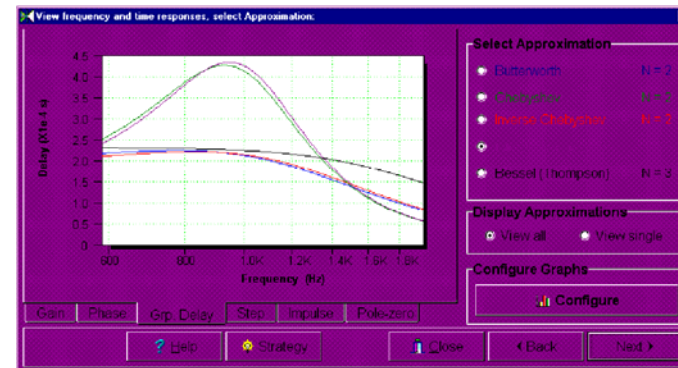 View frequency and time responses, select Approximation:
Select Approximation
Butterworth N = 2
Chebyshev
Inverse Chebyshev
Bessel (Thompson) N = 3
Display Approximations
View all View single
Configure Graphs
Configure
4.5
4.0
3.5
3.0
2.5
2.0
1.5
1.0
0.5
0
Delay (X1e-4 s)
600 800 1.0K 1.2K 1.4K 1.6K 1.8K
Frequency (Hz)
Gain Phase Grp. Delay Step Impulse Pole-zero
Help Strategy Close Back Next